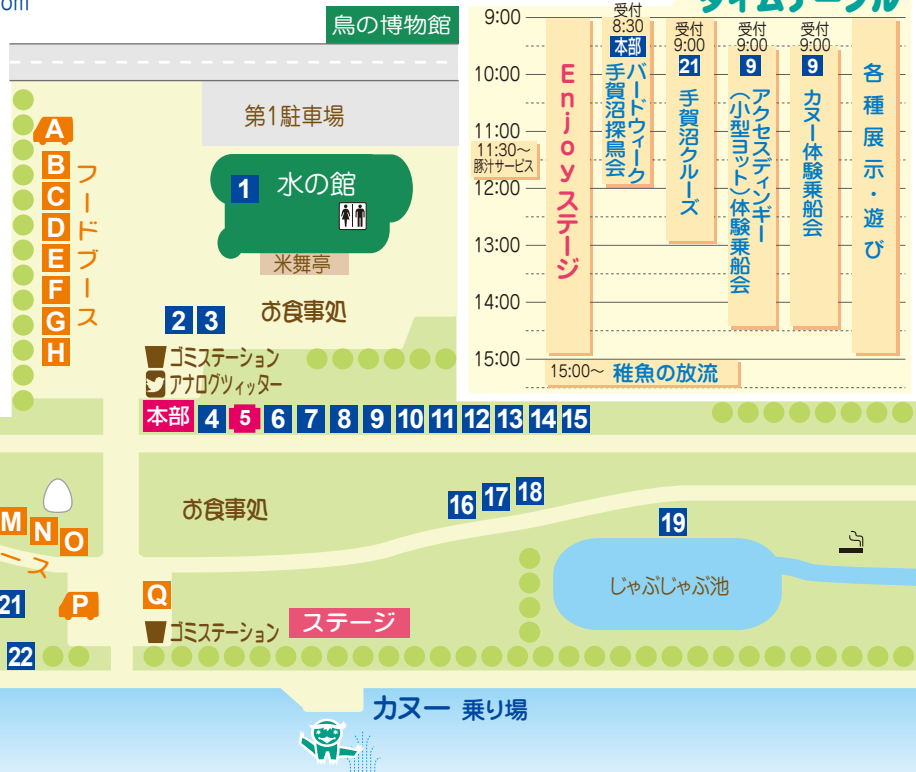 om
鳥の博物館
第1駐車場
A
B
C
D
E
F
G
H
フードブース
1
水の館
米舞亭
お食事処
2 3
ゴミステーション
アナログツィッター
本部 4 5 6 7 8 9 10 11 12 13 14 15
お食事処
16 17 18
19
M N O
ース
じゃぶじゃぶ池
21
P
Q
ゴミステーション
ステージ
22
カヌー 乗り場
タイムテーブル
9:00
10:00
11:00
11:30～
豚汁サービス
12:00
13:00
14:00
15:00
Enjoyステージ
受付
8:30
本部
バードウィーク
手賀沼探鳥会
受付
9:00
21
手賀沼クルーズ
受付
9:00
9
アクセスディンギー
（小型ヨット）体験乗船会
受付
9:00
9
カヌー体験乗船会
各種展示・遊び
15:00～ 稚魚の放流